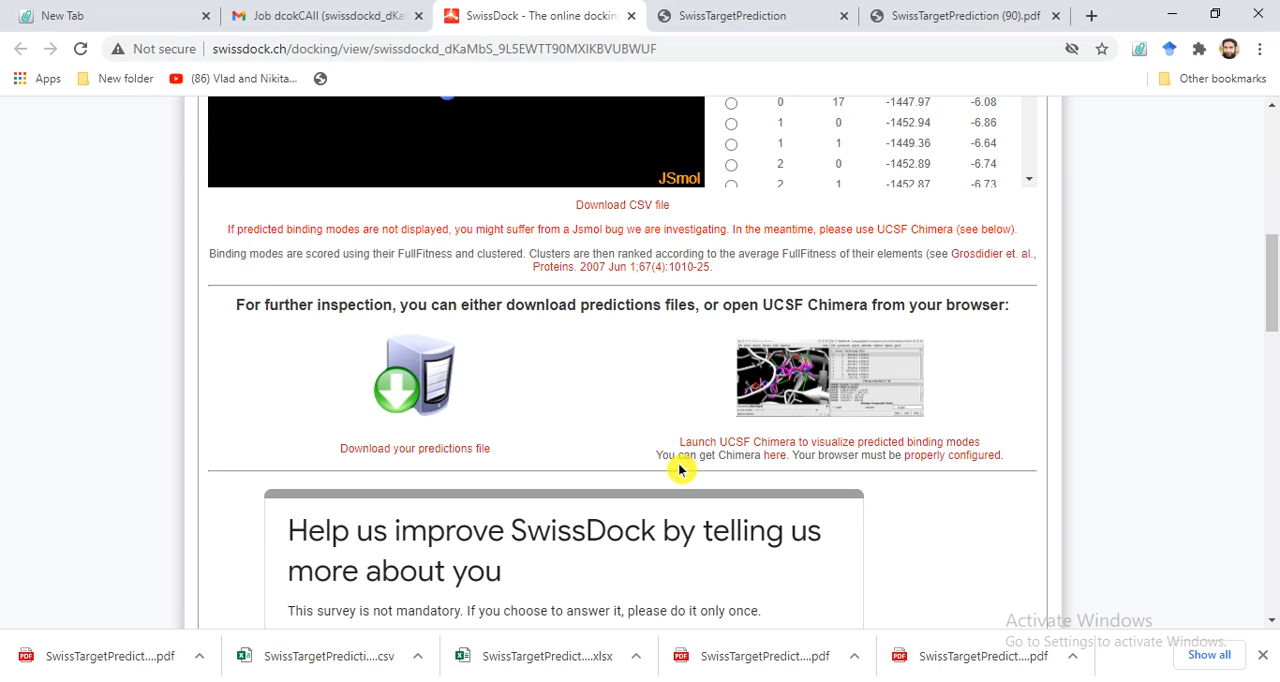 New Tab
Job dookCAII (swissdockd_dKa
SwissDock - The online dockin
SwissTargetPrediction
SwissTargetPrediction (90).pdf
Not secure
swissdock.ch/docking/view/swissdockd_dKaMbS_9L5EWTT90MXIKBVUBWUF
Apps
New folder
(86) Vlad and Nikita...
Other bookmarks
0 17 -1447.97 -6.08
1 0 -1452.94 -6.86
1 1 -1449.36 -6.64
2 0 -1452.89 -6.74
2 1 -1452.87 -6.73
JSmol
Download CSV file
If predicted binding modes are not displayed, you might suffer from a Jsmol bug we are investigating. In the meantime, please use UCSF Chimera (see below).
Binding modes are scored using their FullFitness and clustered. Clusters are then ranked according to the average FullFitness of their elements (see Grosdidier et. al.,
Proteins. 2007 Jun 1;67(4):1010-25.
For further inspection, you can either download predictions files, or open UCSF Chimera from your browser:
Download your predictions file
Launch UCSF Chimera to visualize predicted binding modes
You can get Chimera here. Your browser must be properly configured.
Help us improve SwissDock by telling us
more about you
This survey is not mandatory. If you choose to answer it, please do it only once.
Activate Windows
Go to Settings to activate Windows.
SwissTargetPredict....pdf
SwissTargetPredicti....csv
SwissTargetPredict....xlsx
SwissTargetPredict....pdf
SwissTargetPredict....pdf
Show all